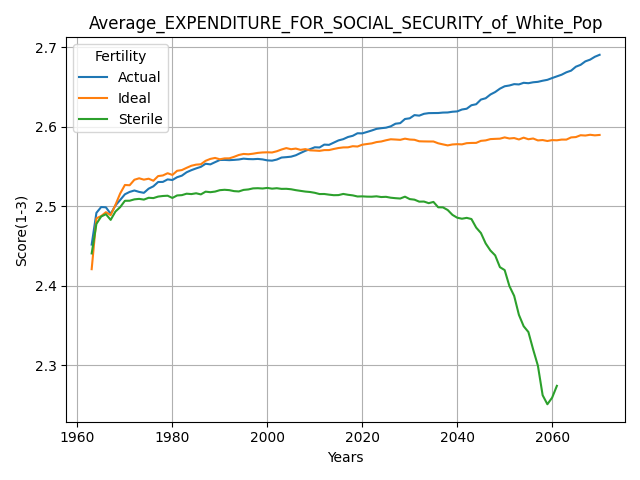 Average_EXPENDITURE_FOR_SOCIAL_SECURITY_of_White_Pop
Fertility
Actual
Ideal
Sterile
Score(1-3)
2.7
2.6
2.5
2.4
2.3
1960 1980 2000 2020 2040 2060
Years